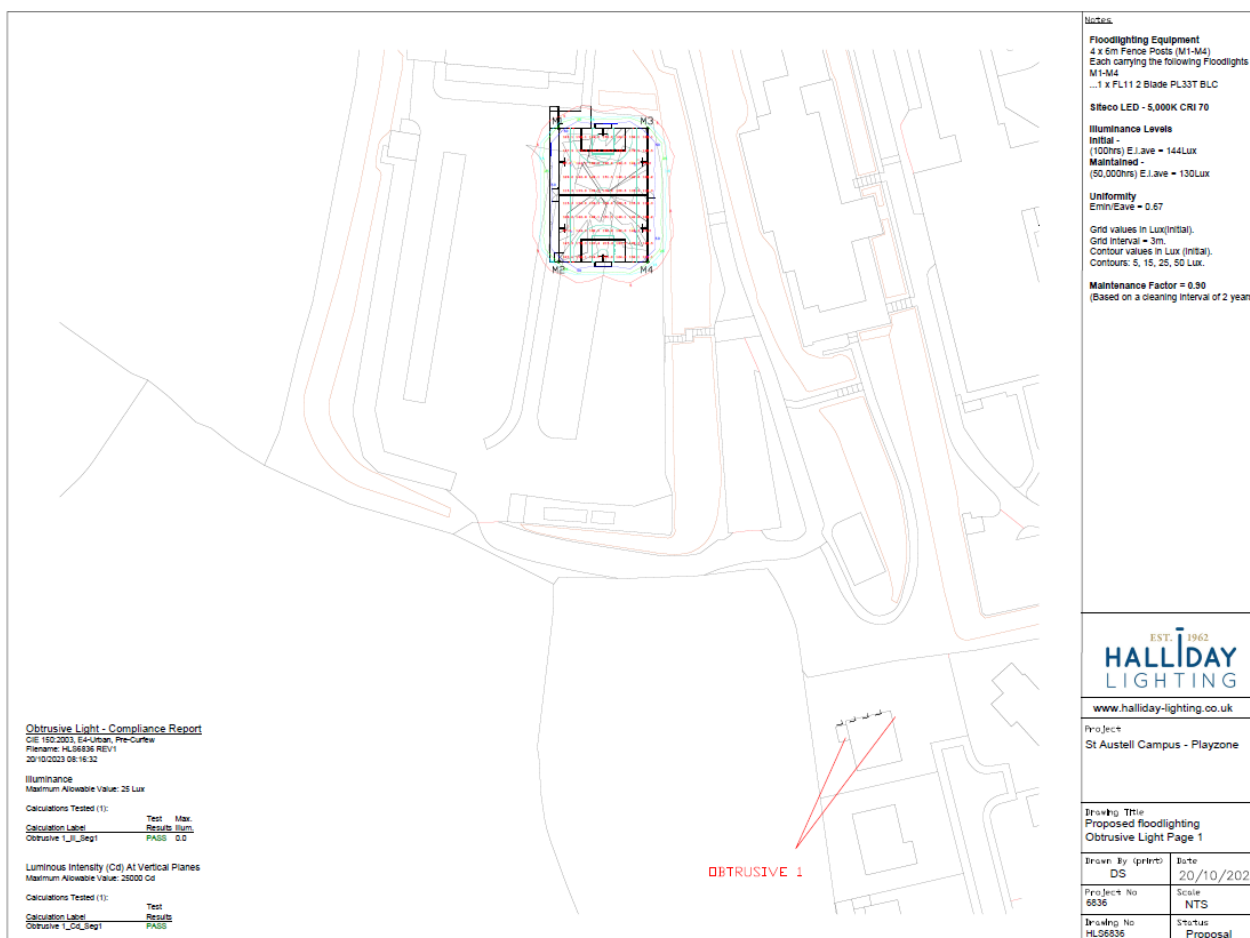 Notes
Floodlighting Equipment
4 x 6m Fence Posts (M1-M4)
Each carrying the following Floodlights
M1-M4
...1 x FL11 2 Blade PL33T BLC
Siteco LED - 5,000K CRI 70
Illuminance Levels
Initial -
(100hrs) E.l.ave = 144Lux
Maintained -
(50,000hrs) E.l.ave = 130Lux
Uniformity
Emin/Eave = 0.67
Grid values in Lux(Initial).
Grid Interval = 3m.
Contour values in Lux (Initial).
Contours: 5, 15, 25, 50 Lux.
Maintenance Factor = 0.90
(Based on a cleaning interval of 2 year
M1
M3
M2
M4
OBTRUSIVE 1
Obtrusive Light - Compliance Report
CIE 150:2003, E4-Urban, Pre-Curfew
Filename: HLS6836 REV1
20/10/2023 08:16:32
Illuminance
Maximum Allowable Value: 25 Lux
Calculations Tested (1):
Test Max.
Calculation Label Results Illum.
Obtrusive 1_Ill_Seg1 PASS 0.0
Luminous Intensity (Cd) At Vertical Planes
Maximum Allowable Value: 25000 Cd
Calculations Tested (1):
Test
Calculation Label Results
Obtrusive 1_Cd_Seg1 PASS
EST. 1962
HALLIDAY
LIGHTING
www.halliday-lighting.co.uk
Project
St Austell Campus - Playzone
Drawing Title
Proposed floodlighting
Obtrusive Light Page 1
Drawn By (print) Date
DS 20/10/202
Project No Scale
6836 NTS
Drawing No Status
HLS6836 Proposal